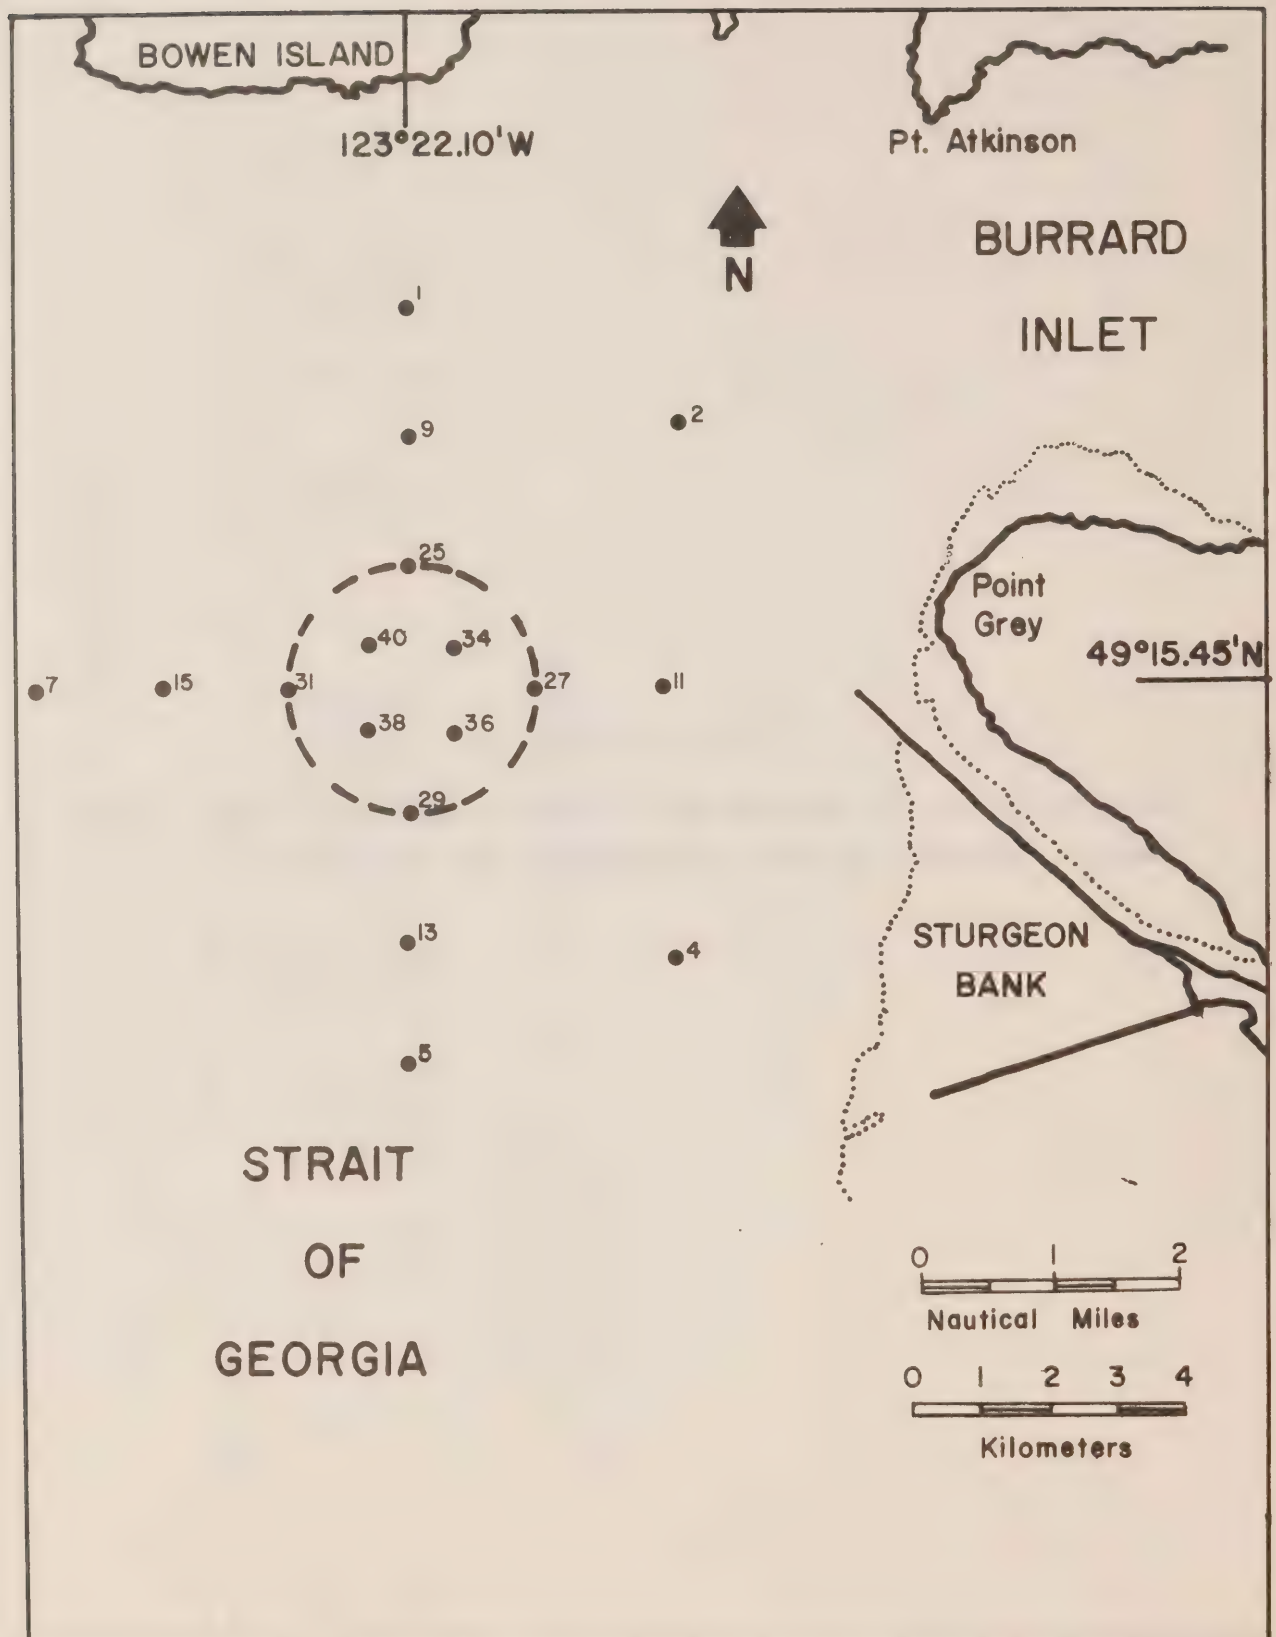 BOWEN ISLAND
123°22.10'W
Pt. Atkinson
N
BURRARD
INLET
1
2
9
25
Point
Grey
40
34
49°15.45'N
7
15
31
27
11
38
36
29
13
4
STURGEON
BANK
5
STRAIT
OF
GEORGIA
0 1 2
Nautical Miles
0 1 2 3 4
Kilometers